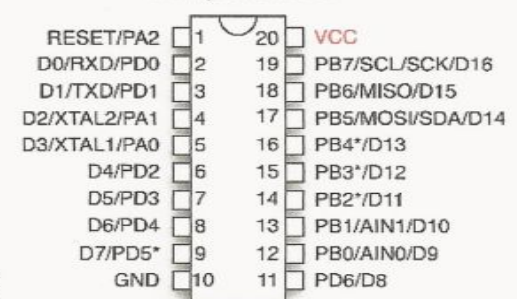 RESET/PA2 1 20 VCC
D0/RXD/PD0 2 19 PB7/SCL/SCK/D16
D1/TXD/PD1 3 18 PB6/MISO/D15
D2/XTAL2/PA1 4 17 PB5/MOSI/SDA/D14
D3/XTAL1/PA0 5 16 PB4*/D13
D4/PD2 6 15 PB3*/D12
D5/PD3 7 14 PB2*/D11
D6/PD4 8 13 PB1/AIN1/D10
D7/PD5* 9 12 PB0/AIN0/D9
GND 10 11 PD6/D8